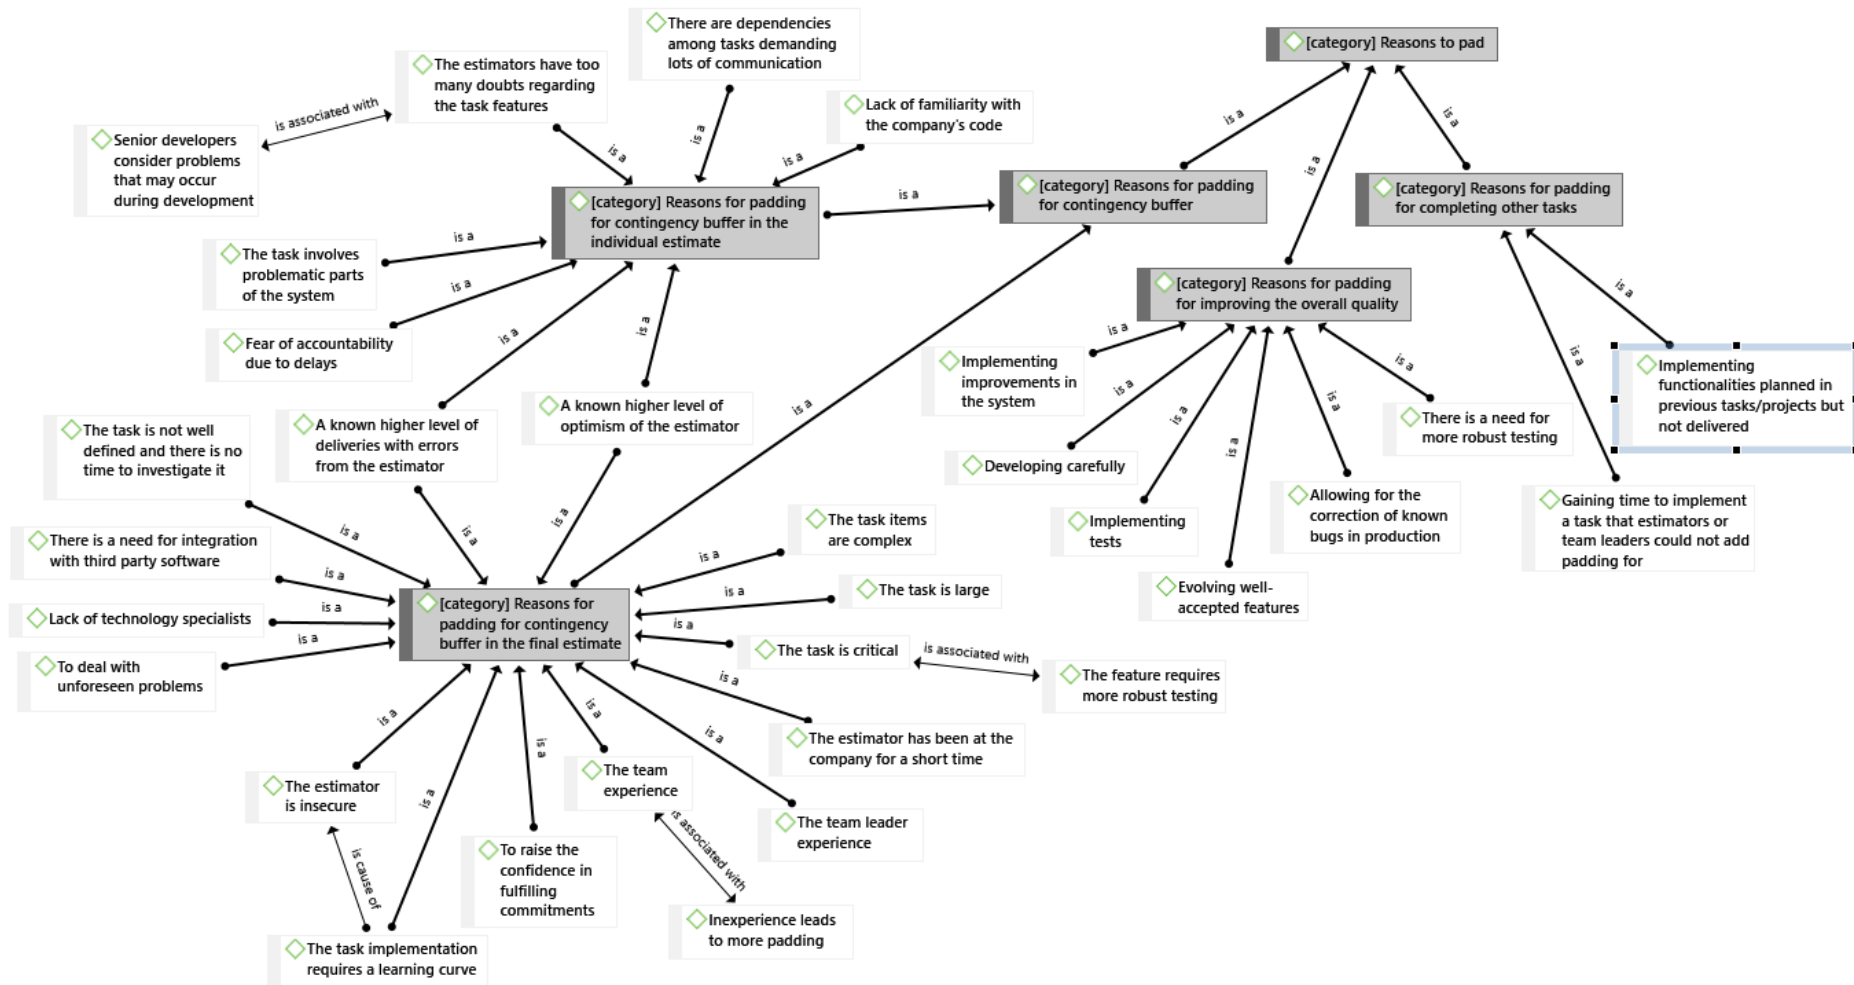 There are dependencies
among tasks demanding
lots of communication
[category] Reasons to pad
The estimators have too
many doubts regarding
the task features
is associated with
Lack of familiarity with
the company's code
is a
is a
is a
is a
is a
is a
Senior developers
consider problems
that may occur
during development
[category] Reasons for padding
for contingency buffer in the
individual estimate
is a
[category] Reasons for padding
for contingency buffer
[category] Reasons for padding
for completing other tasks
The task involves
problematic parts
of the system
is a
is a
Fear of accountability
due to delays
is a
is a
[category] Reasons for padding
for improving the overall quality
is a
is a
Implementing
improvements in
the system
is a
is a
is a
is a
is a
is a
Implementing
functionalities planned in
previous tasks/projects but
not delivered
There is a need for
more robust testing
A known higher level of
optimism of the estimator
A known higher level of
deliveries with errors
from the estimator
The task is not well
defined and there is no
time to investigate it
is a
Developing carefully
Implementing
tests
Allowing for the
correction of known
bugs in production
Gaining time to implement
a task that estimators or
team leaders could not add
padding for
Evolving well-
accepted features
The task items
are complex
There is a need for integration
with third party software
is a
is a
is a
is a
is a
Lack of technology specialists
is a
is a
[category] Reasons for
padding for contingency
buffer in the final estimate
is a
The task is large
is a
The task is critical
is associated with
The feature requires
more robust testing
To deal with
unforeseen problems
is a
is a
is a
is a
is a
is a
The estimator has been at the
company for a short time
The estimator
is insecure
The team
experience
The team leader
experience
is cause of
To raise the
confidence in
fulfilling
commitments
is associated with
Inexperience leads
to more padding
The task implementation
requires a learning curve